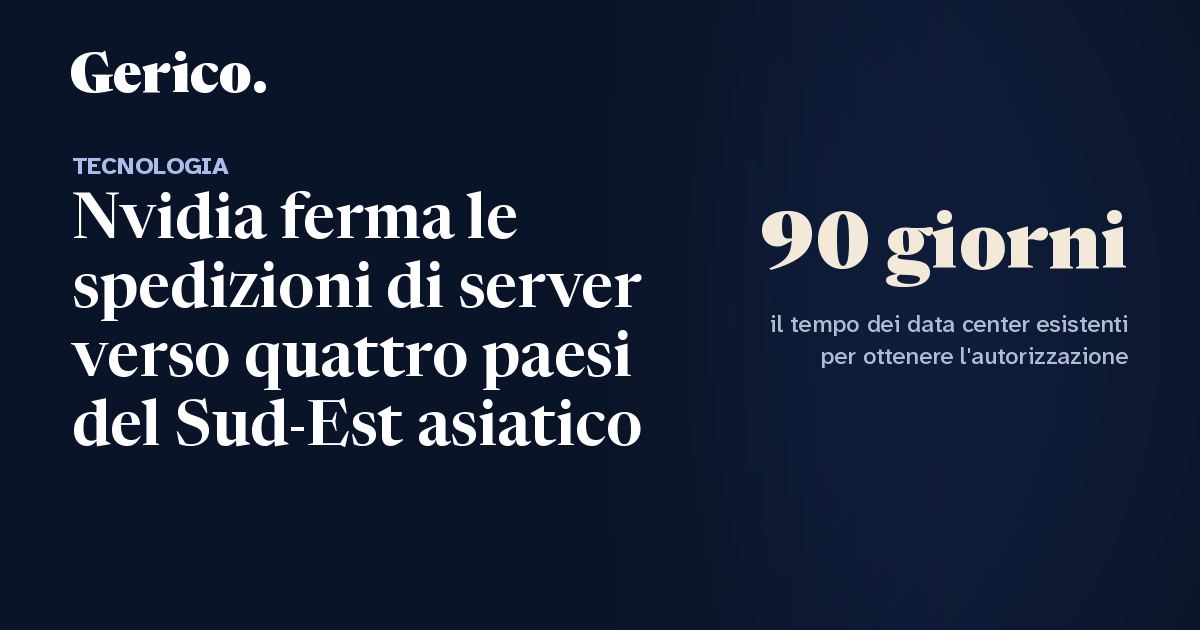 Gerico.
TECNOLOGIA
Nvidia ferma le
spedizioni di server
verso quattro paesi
del Sud-Est asiatico
90 giorni
il tempo dei data center esistenti
per ottenere l'autorizzazione